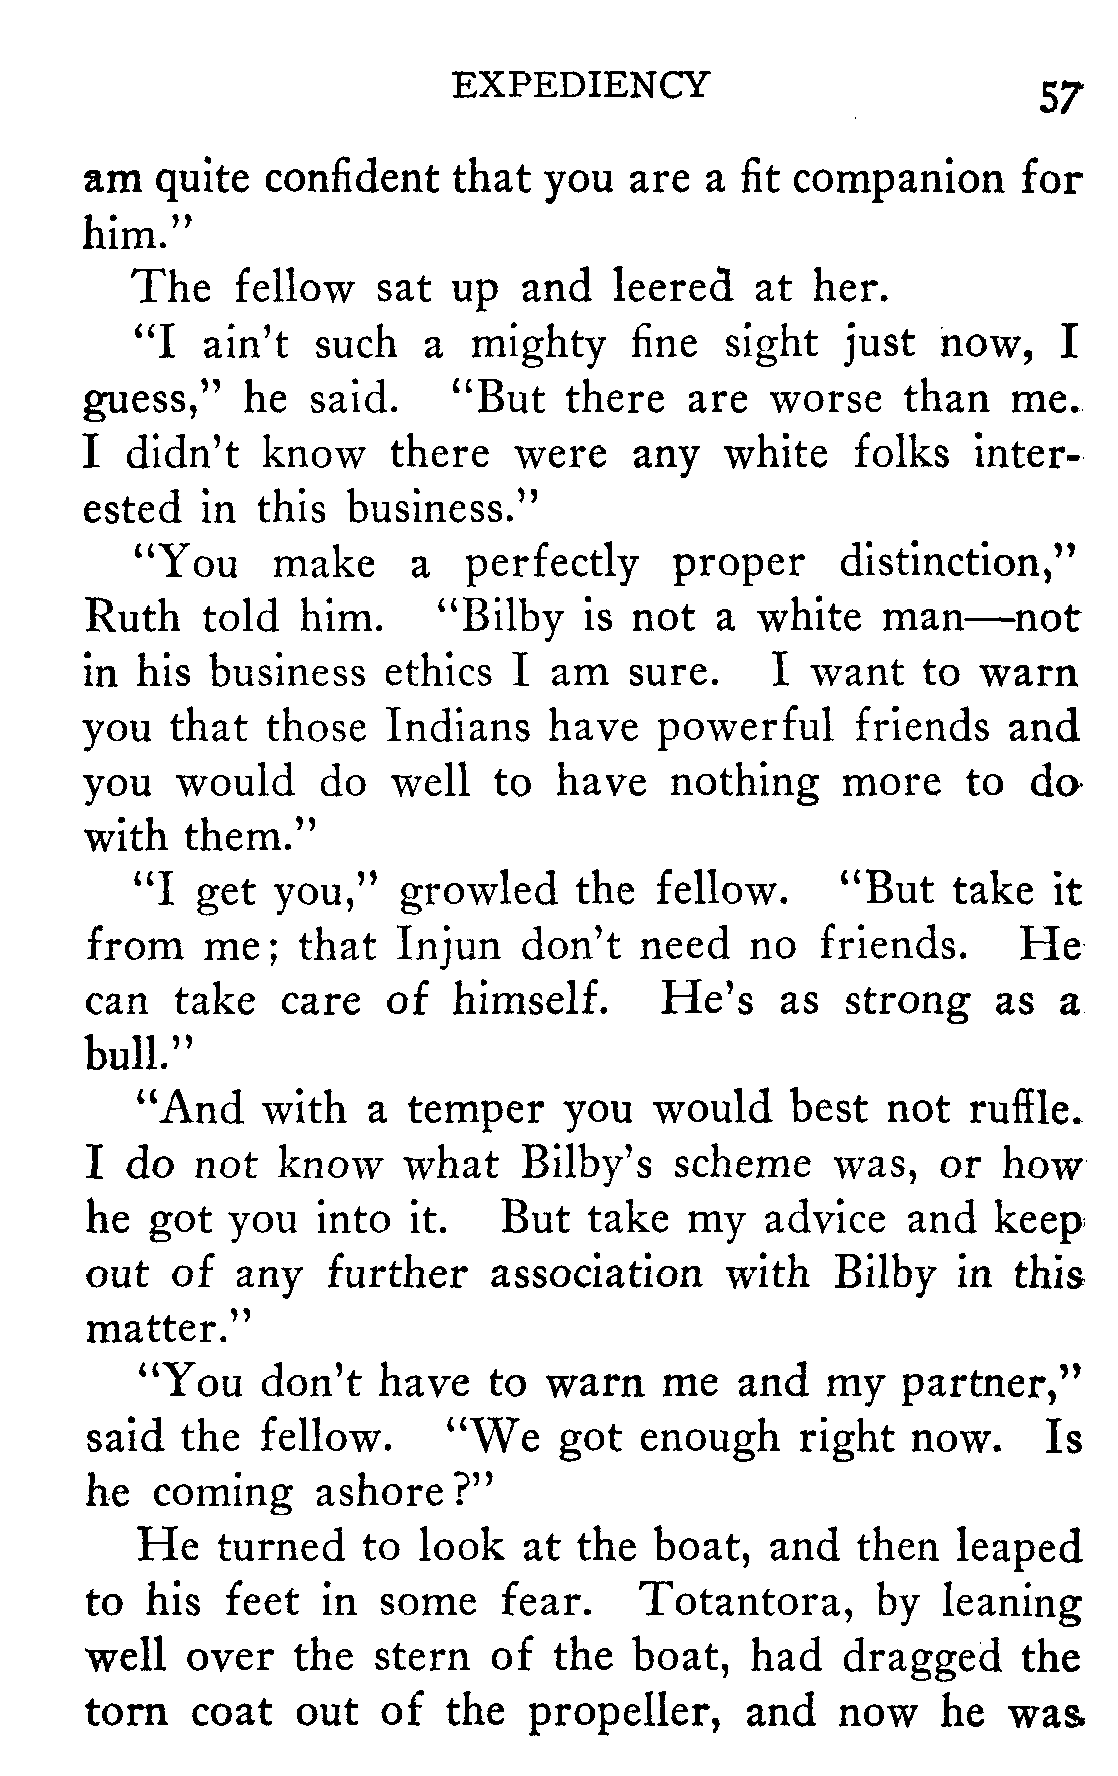 EXPEDIENCY 57
am quite confident that you are a fit companion for
him."
The fellow sat up and leered at her.
"I ain't such a mighty fine sight just now, I
guess," he said. "But there are worse than me.
I didn't know there were any white folks inter-
ested in this business."
"You make a perfectly proper distinction,"
Ruth told him. "Bilby is not a white man—not
in his business ethics I am sure. I want to warn
you that those Indians have powerful friends and
you would do well to have nothing more to do
with them."
"I get you," growled the fellow. "But take it
from me; that Injun don't need no friends. He
can take care of himself. He's as strong as a
bull."
"And with a temper you would best not ruffle.
I do not know what Bilby's scheme was, or how
he got you into it. But take my advice and keep
out of any further association with Bilby in this
matter."
"You don't have to warn me and my partner,"
said the fellow. "We got enough right now. Is
he coming ashore?"
He turned to look at the boat, and then leaped
to his feet in some fear. Totantora, by leaning
well over the stern of the boat, had dragged the
torn coat out of the propeller, and now he was